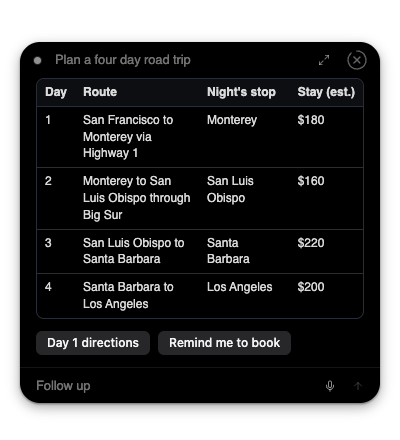 Plan a four day road trip
Day Route Night's stop Stay (est.)
1 San Francisco to Monterey $180
Monterey via
Highway 1
2 Monterey to San San Luis $160
Luis Obispo through Obispo
Big Sur
3 San Luis Obispo to Santa $220
Santa Barbara Barbara
4 Santa Barbara to Los Angeles $200
Los Angeles
Day 1 directions Remind me to book
Follow up